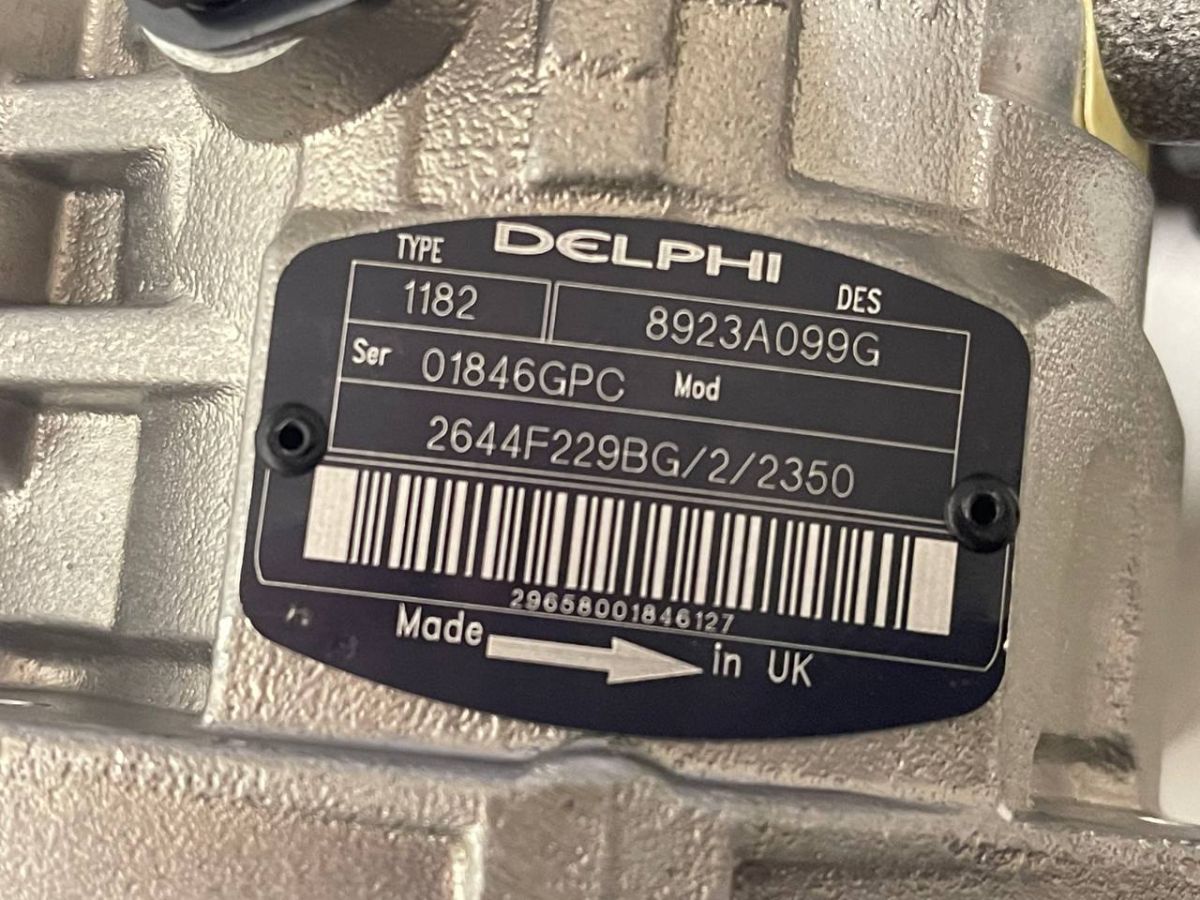 DELPHI
TYPE DES
1182 8923A099G
Ser 01846GPC Mod
2644F229BG/2/2350
29658001846127
Made in UK